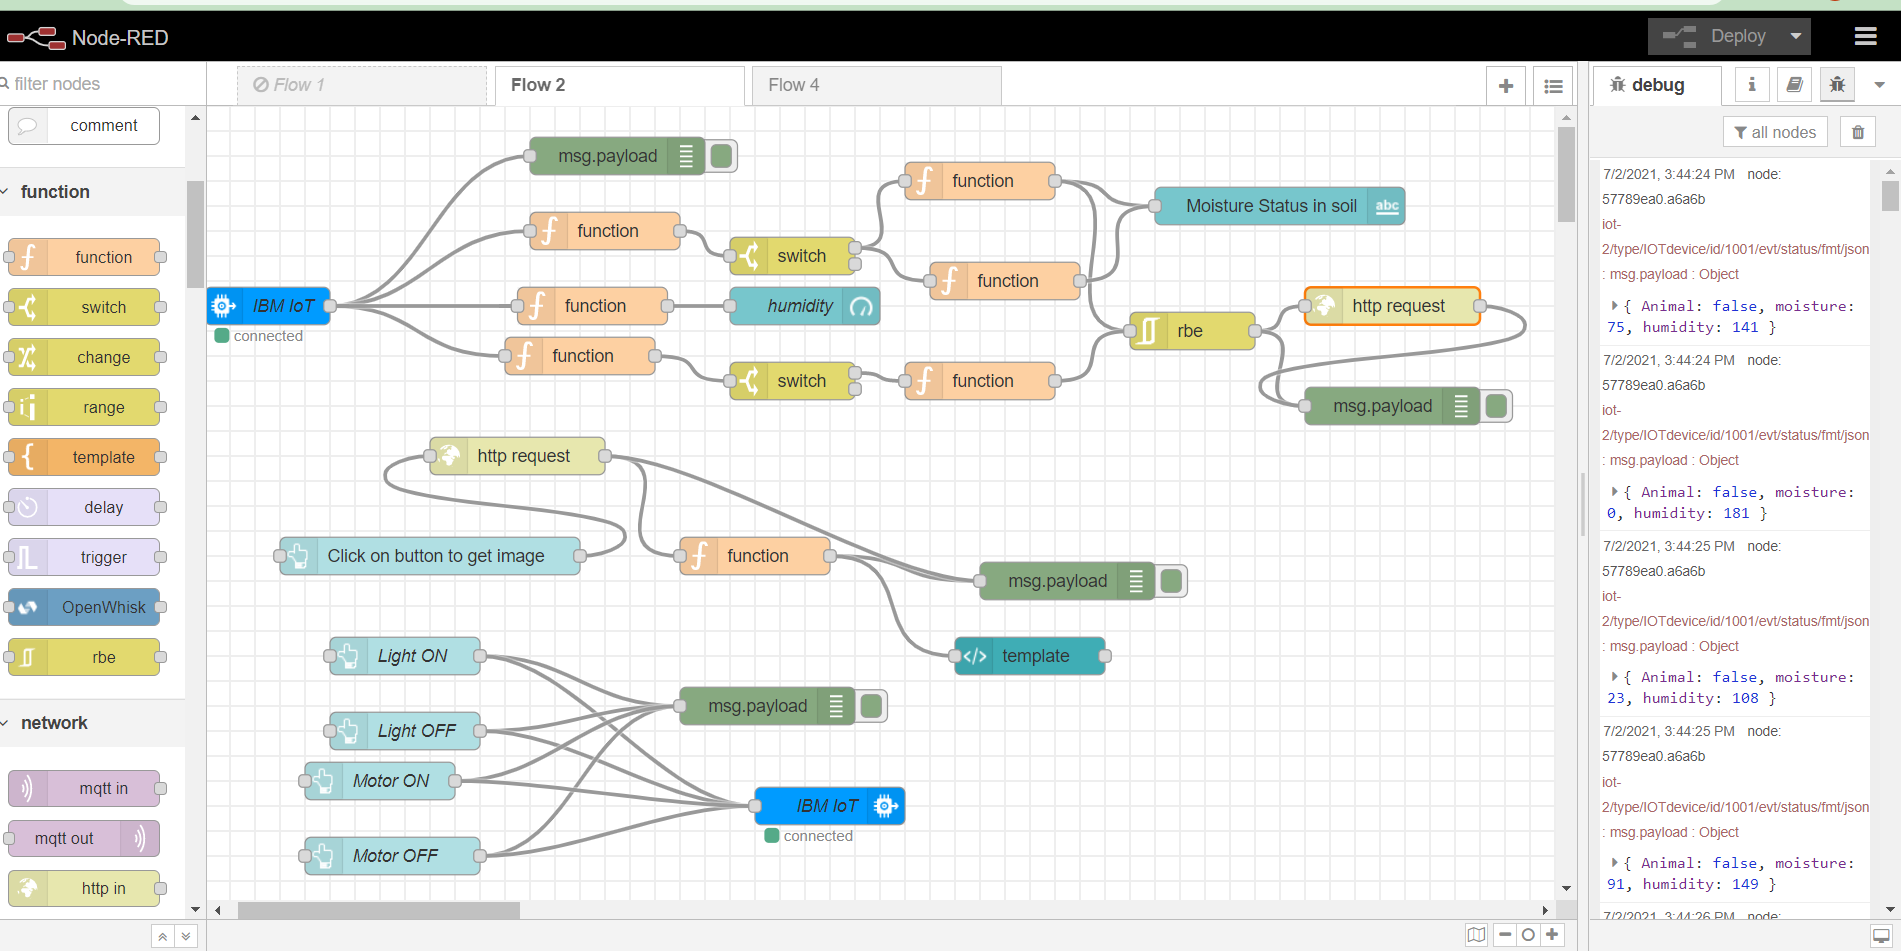 Node-RED
Deploy
filter nodes
Flow 1
Flow 2
Flow 4
debug
all nodes
comment
function
function
switch
change
range
template
delay
trigger
OpenWhisk
rbe
network
mqtt in
mqtt out
http in
msg.payload
function
function
switch
Moisture Status in soil
abc
function
IBM IoT
connected
function
humidity
http request
rbe
function
switch
function
msg.payload
http request
Click on button to get image
function
msg.payload
Light ON
template
msg.payload
Light OFF
Motor ON
IBM IoT
connected
Motor OFF
7/2/2021, 3:44:24 PM node:
57789ea0.a6a6b
iot-
2/type/IOTdevice/id/1001/evt/status/fmt/json
: msg.payload : Object
{ Animal: false, moisture:
75, humidity: 141 }
7/2/2021, 3:44:24 PM node:
57789ea0.a6a6b
iot-
2/type/IOTdevice/id/1001/evt/status/fmt/json
: msg.payload : Object
{ Animal: false, moisture:
0, humidity: 181 }
7/2/2021, 3:44:25 PM node:
57789ea0.a6a6b
iot-
2/type/IOTdevice/id/1001/evt/status/fmt/json
: msg.payload : Object
{ Animal: false, moisture:
23, humidity: 108 }
7/2/2021, 3:44:25 PM node:
57789ea0.a6a6b
iot-
2/type/IOTdevice/id/1001/evt/status/fmt/json
: msg.payload : Object
{ Animal: false, moisture:
91, humidity: 149 }
7/2/2021, 3:44:26 PM node: